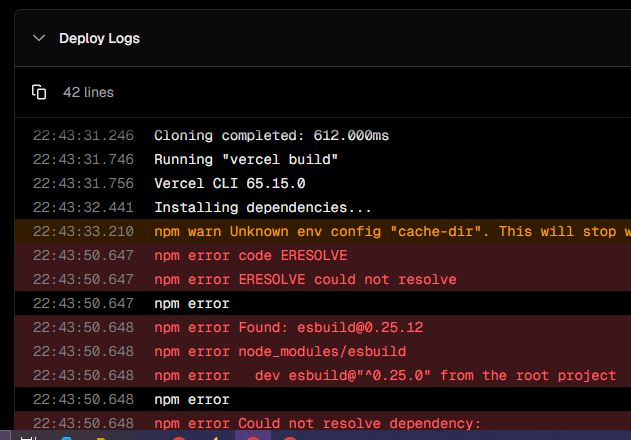 Deploy Logs
42 lines
22:43:31.246 Cloning completed: 612.000ms
22:43:31.746 Running "vercel build"
22:43:31.756 Vercel CLI 65.15.0
22:43:32.441 Installing dependencies...
22:43:33.210 npm warn Unknown env config "cache-dir". This will stop w
22:43:50.647 npm error code ERESOLVE
22:43:50.647 npm error ERESOLVE could not resolve
22:43:50.647 npm error
22:43:50.648 npm error Found: esbuild@0.25.12
22:43:50.648 npm error node_modules/esbuild
22:43:50.648 npm error   dev esbuild@"^0.25.0" from the root project
22:43:50.648 npm error
22:43:50.648 npm error Could not resolve dependency: